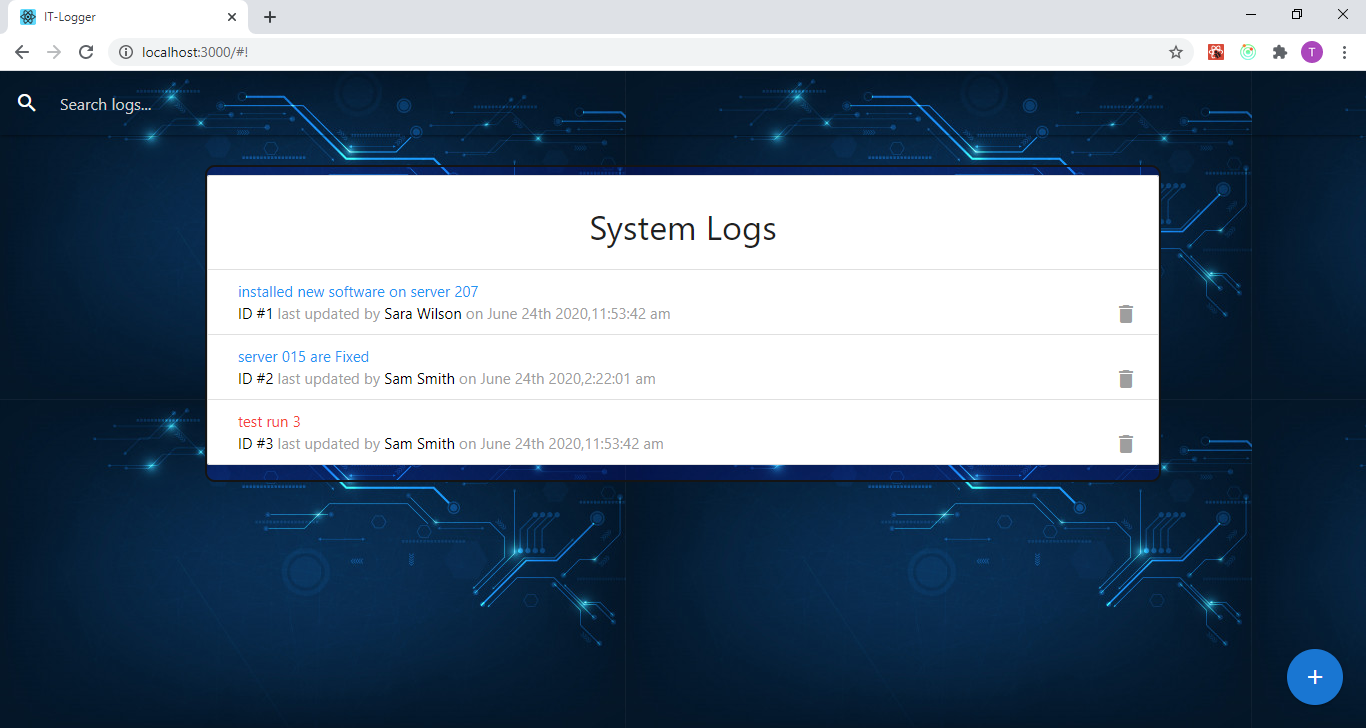 IT-Logger
localhost:3000/#!
T
Search logs...
System Logs
installed new software on server 207
ID #1 last updated by Sara Wilson on June 24th 2020,11:53:42 am
server 015 are Fixed
ID #2 last updated by Sam Smith on June 24th 2020,2:22:01 am
test run 3
ID #3 last updated by Sam Smith on June 24th 2020,11:53:42 am